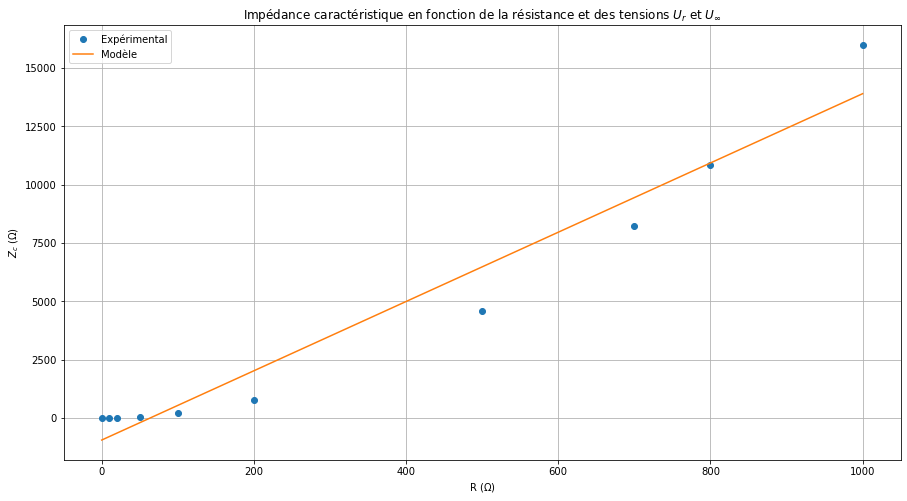 Impédance caractéristique en fonction de la résistance et des tensions $U_r$ et $U_\infty$
Expérimental
Modèle
15000
12500
10000
7500
5000
2500
0
$Z_c$ (Ω)
0 200 400 600 800 1000
R (Ω)